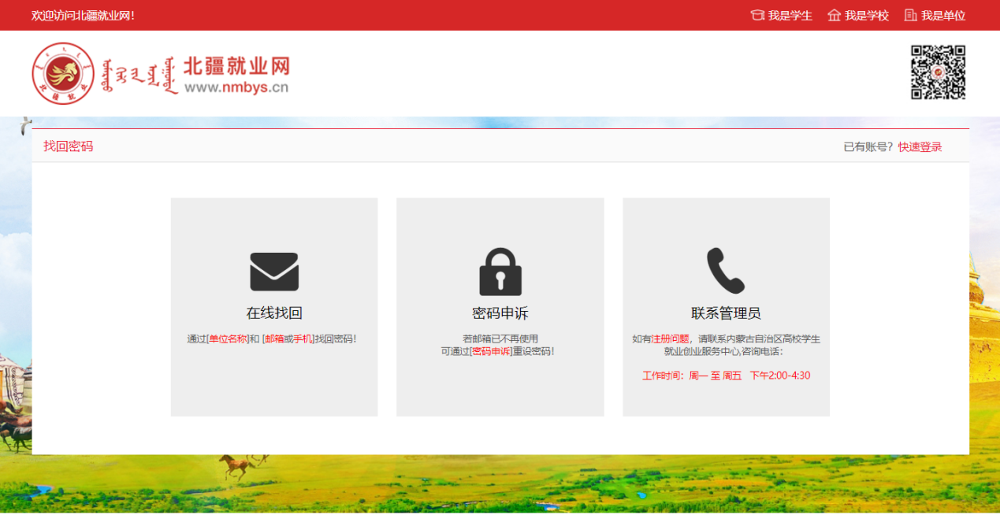 欢迎访问北疆就业网！
我是学生 我是学校 我是单位
北疆就业网
www.nmbys.cn
找回密码
已有账号？快速登录
在线找回
通过[单位名称]和 [邮箱或手机]找回密码！
密码申诉
若邮箱已不再使用
可通过[密码申诉]重设密码！
联系管理员
如有注册问题，请联系内蒙古自治区高校学生
就业创业服务中心,咨询电话：
工作时间：周一 至 周五 下午2:00-4:30